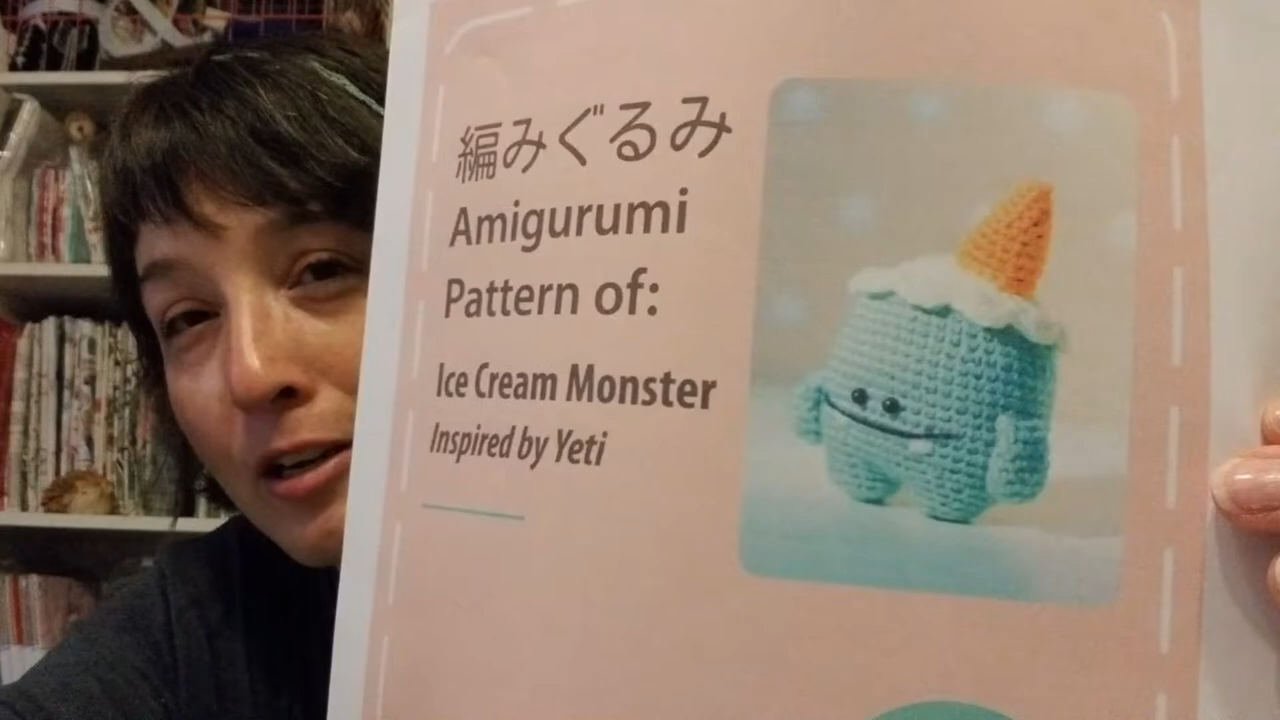 編みぐるみ
Amigurumi
Pattern of:
Ice Cream Monster
Inspired by Yeti